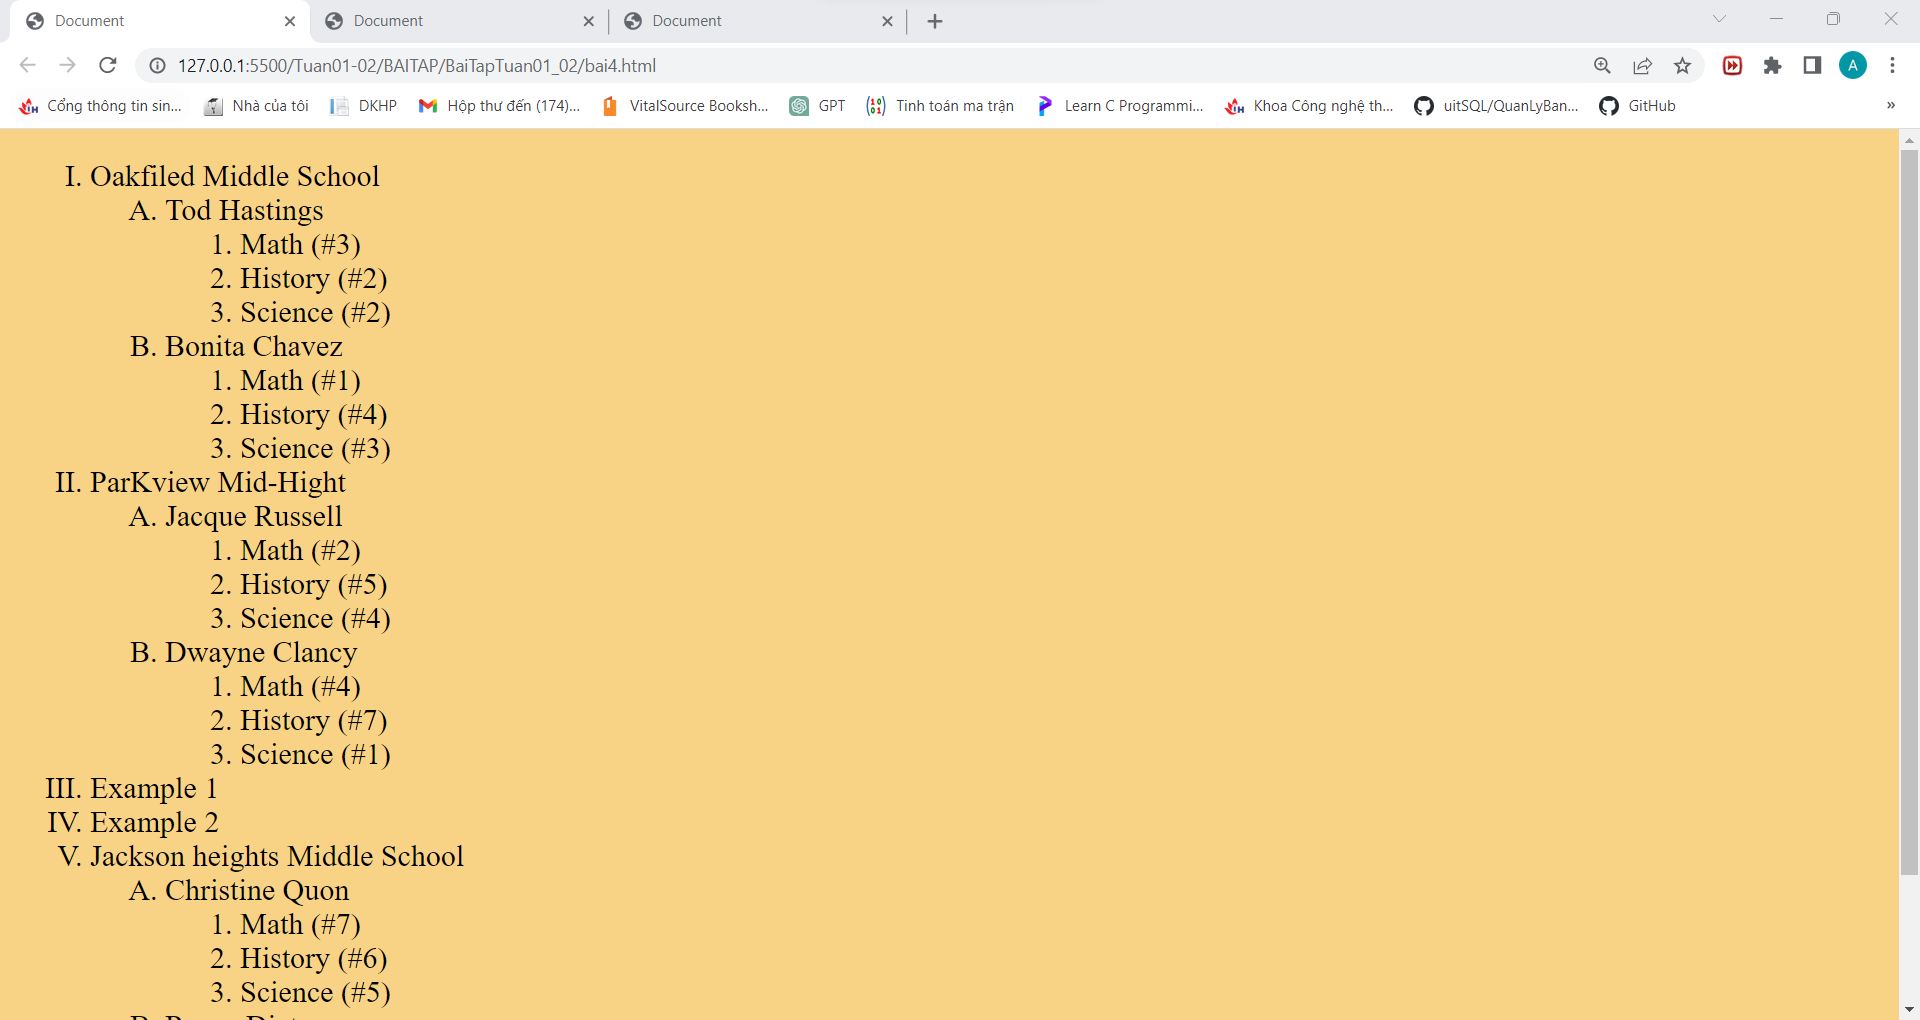 Document
Document
Document
127.0.0.1:5500/Tuan01-02/BAITAP/BaiTapTuan01_02/bai4.html
A
Cổng thông tin sin... Nhà của tôi DKHP Hộp thư đến (174)... VitalSource Booksh... GPT Tinh toán ma trận Learn C Programmi... Khoa Công nghệ th... uitSQL/QuanLyBan... GitHub »
I. Oakfiled Middle School
A. Tod Hastings
1. Math (#3)
2. History (#2)
3. Science (#2)
B. Bonita Chavez
1. Math (#1)
2. History (#4)
3. Science (#3)
II. ParKview Mid-Hight
A. Jacque Russell
1. Math (#2)
2. History (#5)
3. Science (#4)
B. Dwayne Clancy
1. Math (#4)
2. History (#7)
3. Science (#1)
III. Example 1
IV. Example 2
V. Jackson heights Middle School
A. Christine Quon
1. Math (#7)
2. History (#6)
3. Science (#5)